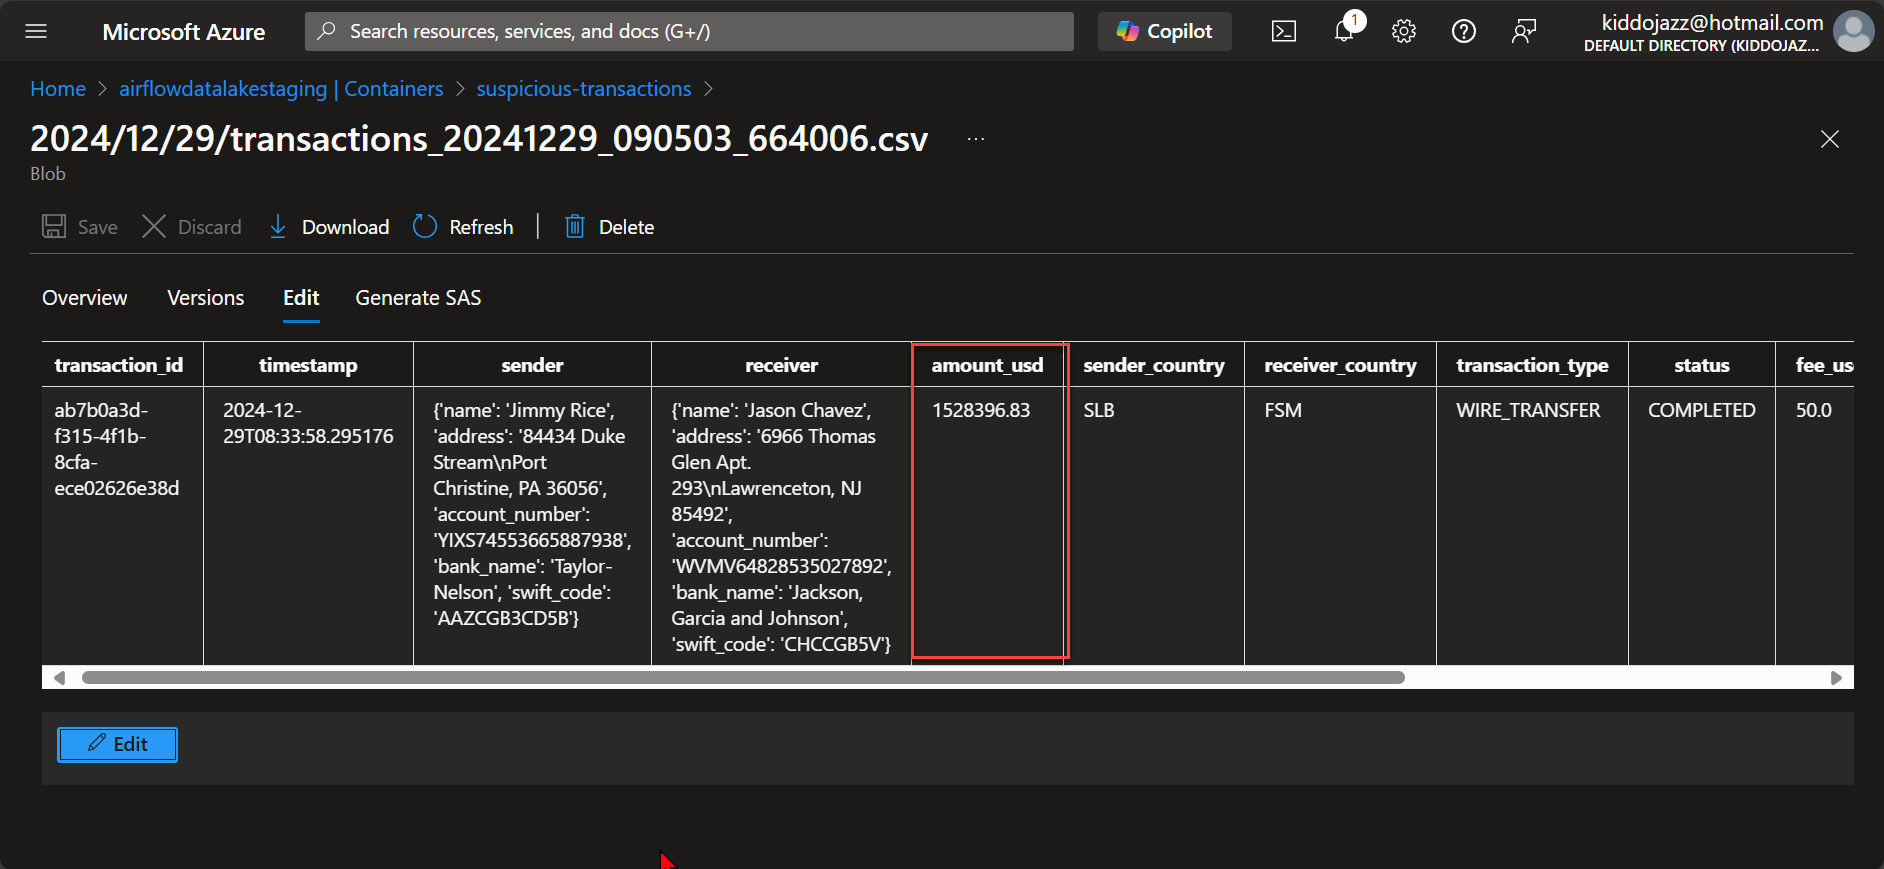 Microsoft Azure
Search resources, services, and docs (G+/)
Copilot
1
kiddojazz@hotmail.com
DEFAULT DIRECTORY (KIDDOJAZ...
Home > airflowdatalakestaging | Containers > suspicious-transactions >
2024/12/29/transactions_20241229_090503_664006.csv ...
Blob
Save Discard Download Refresh | Delete
Overview Versions Edit Generate SAS
transaction_id timestamp sender receiver amount_usd sender_country receiver_country transaction_type status fee_us
ab7b0a3d-
f315-4f1b-
8cfa-
ece02626e38d
2024-12-
29T08:33:58.295176
{'name': 'Jimmy Rice',
'address': '84434 Duke
Stream\nPort
Christine, PA 36056',
'account_number':
'YIXS74553665887938',
'bank_name': 'Taylor-
Nelson', 'swift_code':
'AAZCGB3CD5B'}
{'name': 'Jason Chavez',
'address': '6966 Thomas
Glen Apt.
293\nLawrenceton, NJ
85492',
'account_number':
'WVMV64828535027892',
'bank_name': 'Jackson,
Garcia and Johnson',
'swift_code': 'CHCCGB5V'}
1528396.83
SLB
FSM
WIRE_TRANSFER
COMPLETED
50.0
Edit